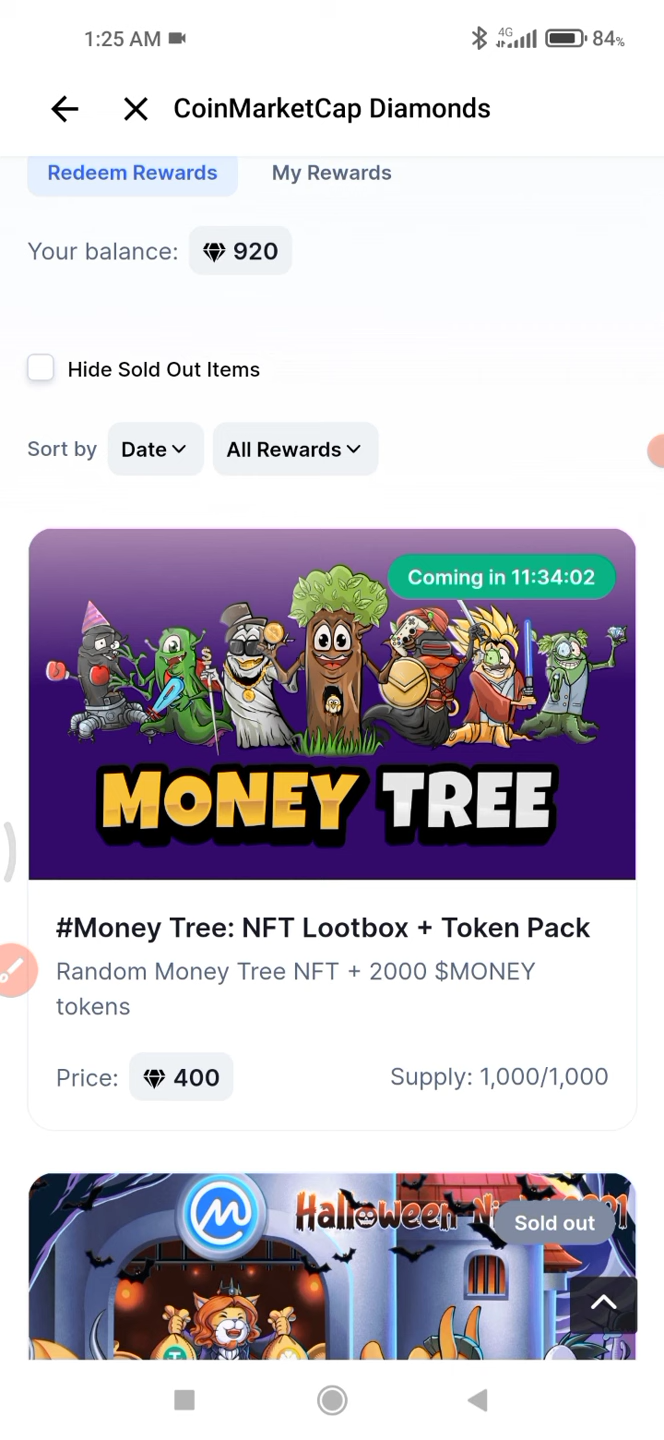 1:25 AM
4G
84%
CoinMarketCap Diamonds
Redeem Rewards
My Rewards
Your balance: 920
Hide Sold Out Items
Sort by Date All Rewards
Coming in 11:34:02
MONEY TREE
#Money Tree: NFT Lootbox + Token Pack
Random Money Tree NFT + 2000 $MONEY
tokens
Price: 400
Supply: 1,000/1,000
Halloween
Sold out